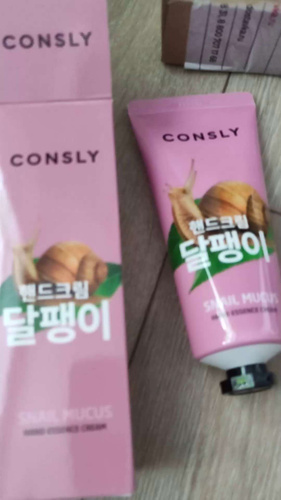 CONSLY
CONSLY
핸드크림
달팽이
SNAIL MUCUS
HAND ESSENCE CREAM
CONSLY
핸드크림
달팽이
SNAIL MUCUS
HAND ESSENCE CREAM